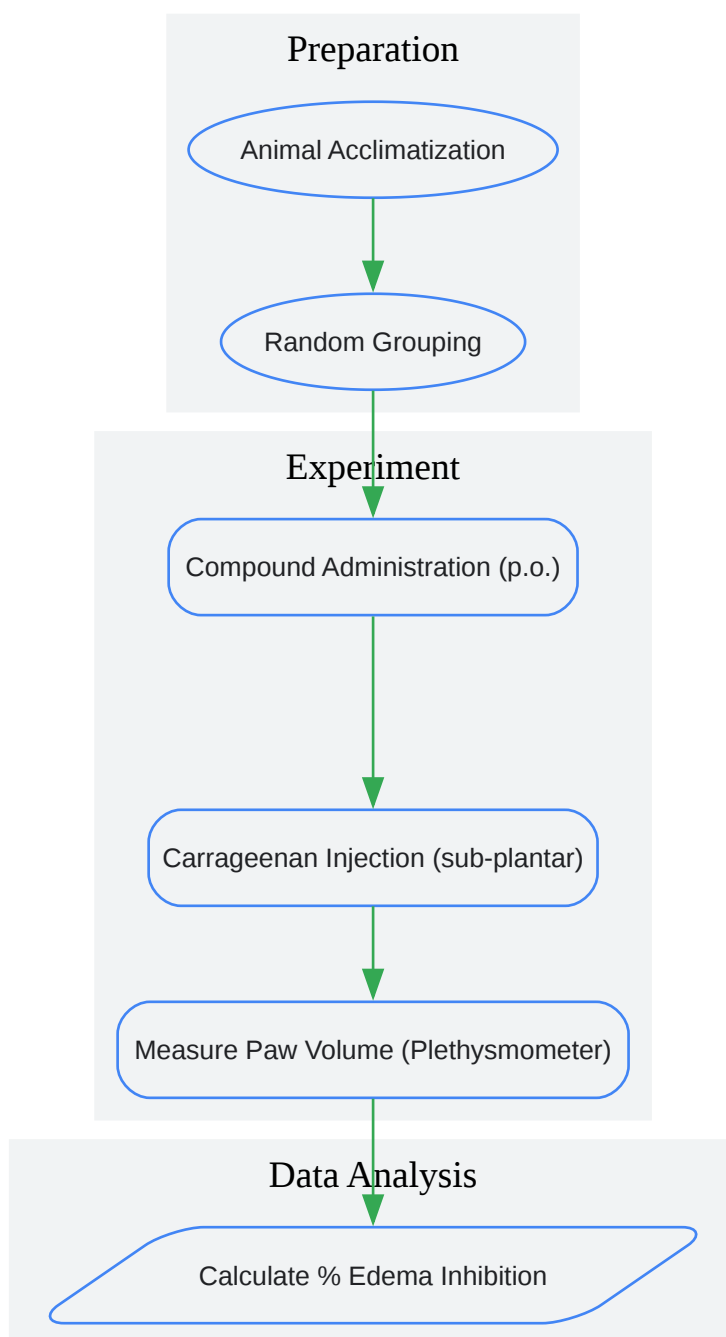 Preparation
Animal Acclimatization
Random Grouping
Experiment
Compound Administration (p.o.)
Carrageenan Injection (sub-plantar)
Measure Paw Volume (Plethysmometer)
Data Analysis
Calculate % Edema Inhibition